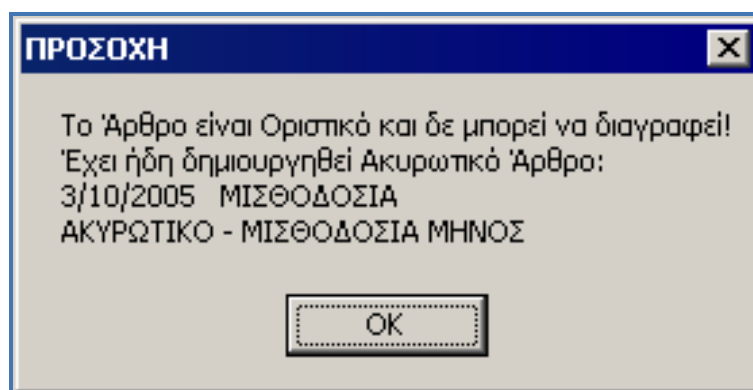 ΠΡΟΣΟΧΗ
Το Άρθρο είναι Οριστικό και δε μπορεί να διαγραφεί!
Έχει ήδη δημιουργηθεί Ακυρωτικό Άρθρο:
3/10/2005 ΜΙΣΘΟΔΟΣΙΑ
ΑΚΥΡΩΤΙΚΟ - ΜΙΣΘΟΔΟΣΙΑ ΜΗΝΟΣ
OK